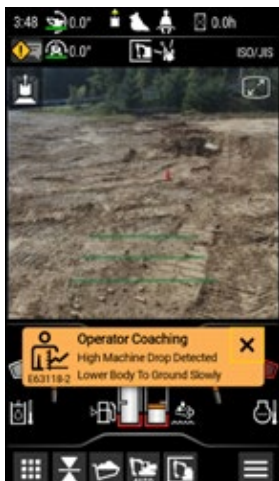 3:48 0.0° 0.0h
0.0° ISO/JIS
Operator Coaching
High Machine Drop Detected
E63118-2 Lower Body To Ground Slowly
AUTO